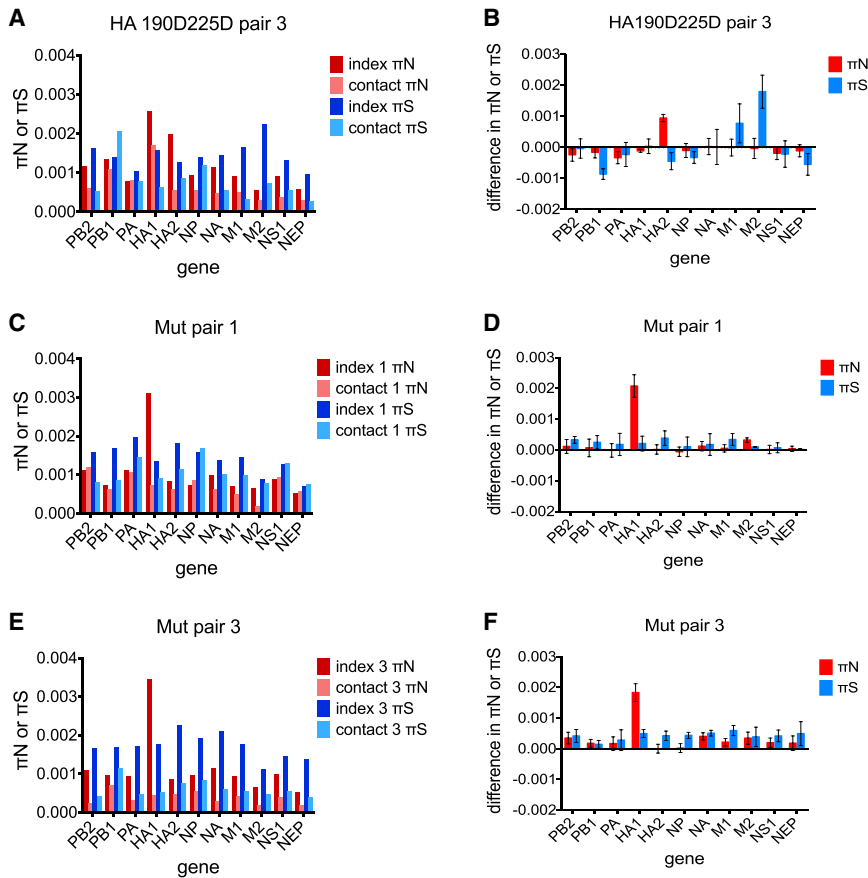 A
HA 190D225D pair 3
πN or πS
0.004
0.003
0.002
0.001
0.000
PB2
PB1
PA
HA1
HA2
NP
NA
M1
M2
NS1
NEP
gene
index πN
contact πN
index πS
contact πS
B
HA190D225D pair 3
difference in πN or πS
0.003
0.002
0.001
0.000
-0.001
-0.002
PB2
PB1
PA
HA1
HA2
NP
NA
M1
M2
NS1
NEP
gene
πN
πS
C
Mut pair 1
πN or πS
0.004
0.003
0.002
0.001
0.000
PB2
PB1
PA
HA1
HA2
NP
NA
M1
M2
NS1
NEP
gene
index 1 πN
contact 1 πN
index 1 πS
contact 1 πS
D
Mut pair 1
difference in πN or πS
0.003
0.002
0.001
0.000
-0.001
-0.002
PB2
PB1
PA
HA1
HA2
NP
NA
M1
M2
NS1
NEP
gene
πN
πS
E
Mut pair 3
πN or πS
0.004
0.003
0.002
0.001
0.000
PB2
PB1
PA
HA1
HA2
NP
NA
M1
M2
NS1
NEP
gene
index 3 πN
contact 3 πN
index 3 πS
contact 3 πS
F
Mut pair 3
difference in πN or πS
0.003
0.002
0.001
0.000
-0.001
-0.002
PB2
PB1
PA
HA1
HA2
NP
NA
M1
M2
NS1
NEP
gene
πN
πS